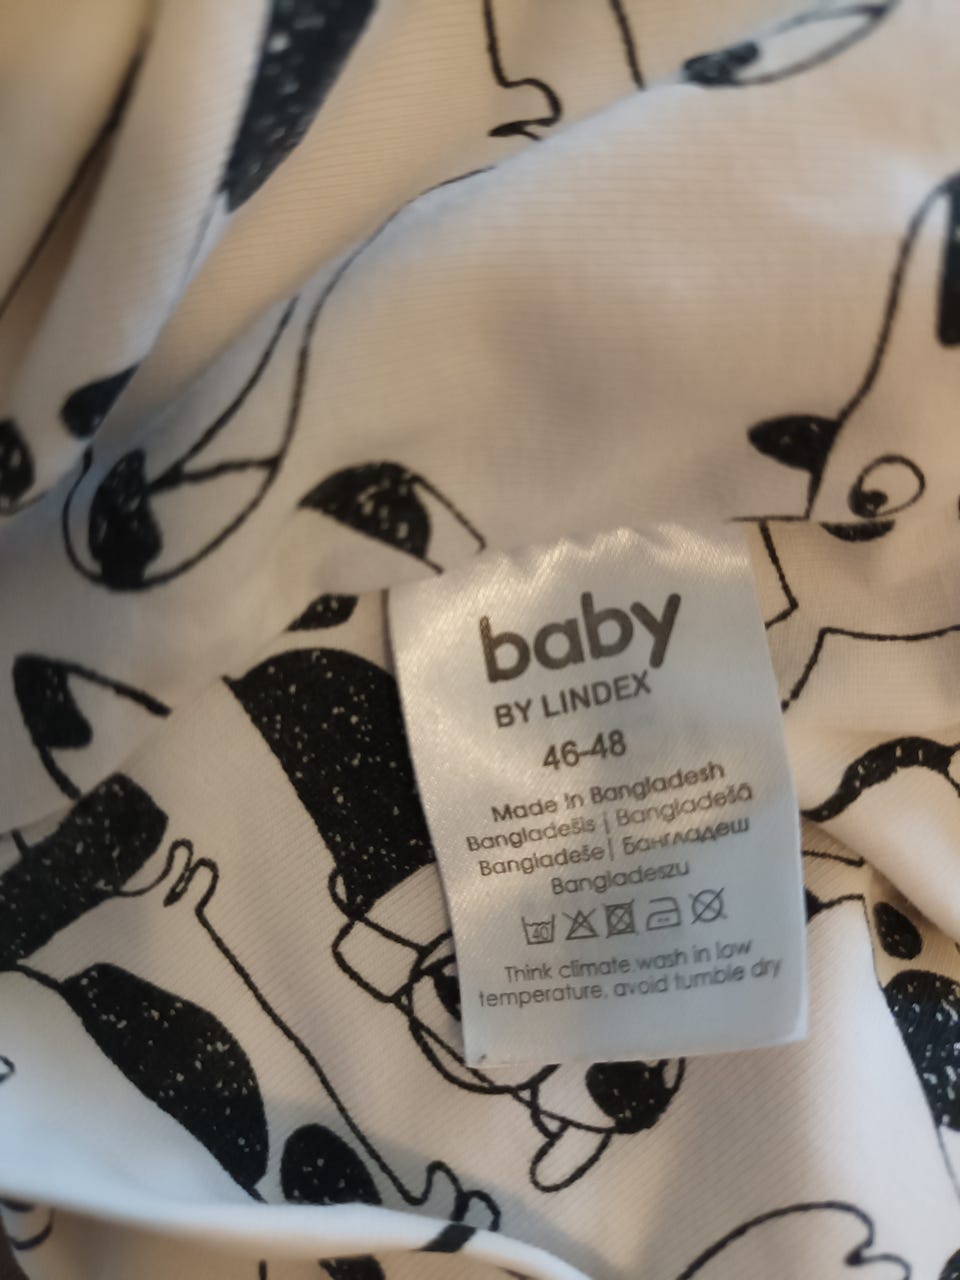 baby
BY LINDEX
46-48
Made in Bangladesh
Bangladešis | Bangladešā
Bangladeše | Бангладеш
Bangladeszu
40
Think climate wash in low
temperature, avoid tumble dry